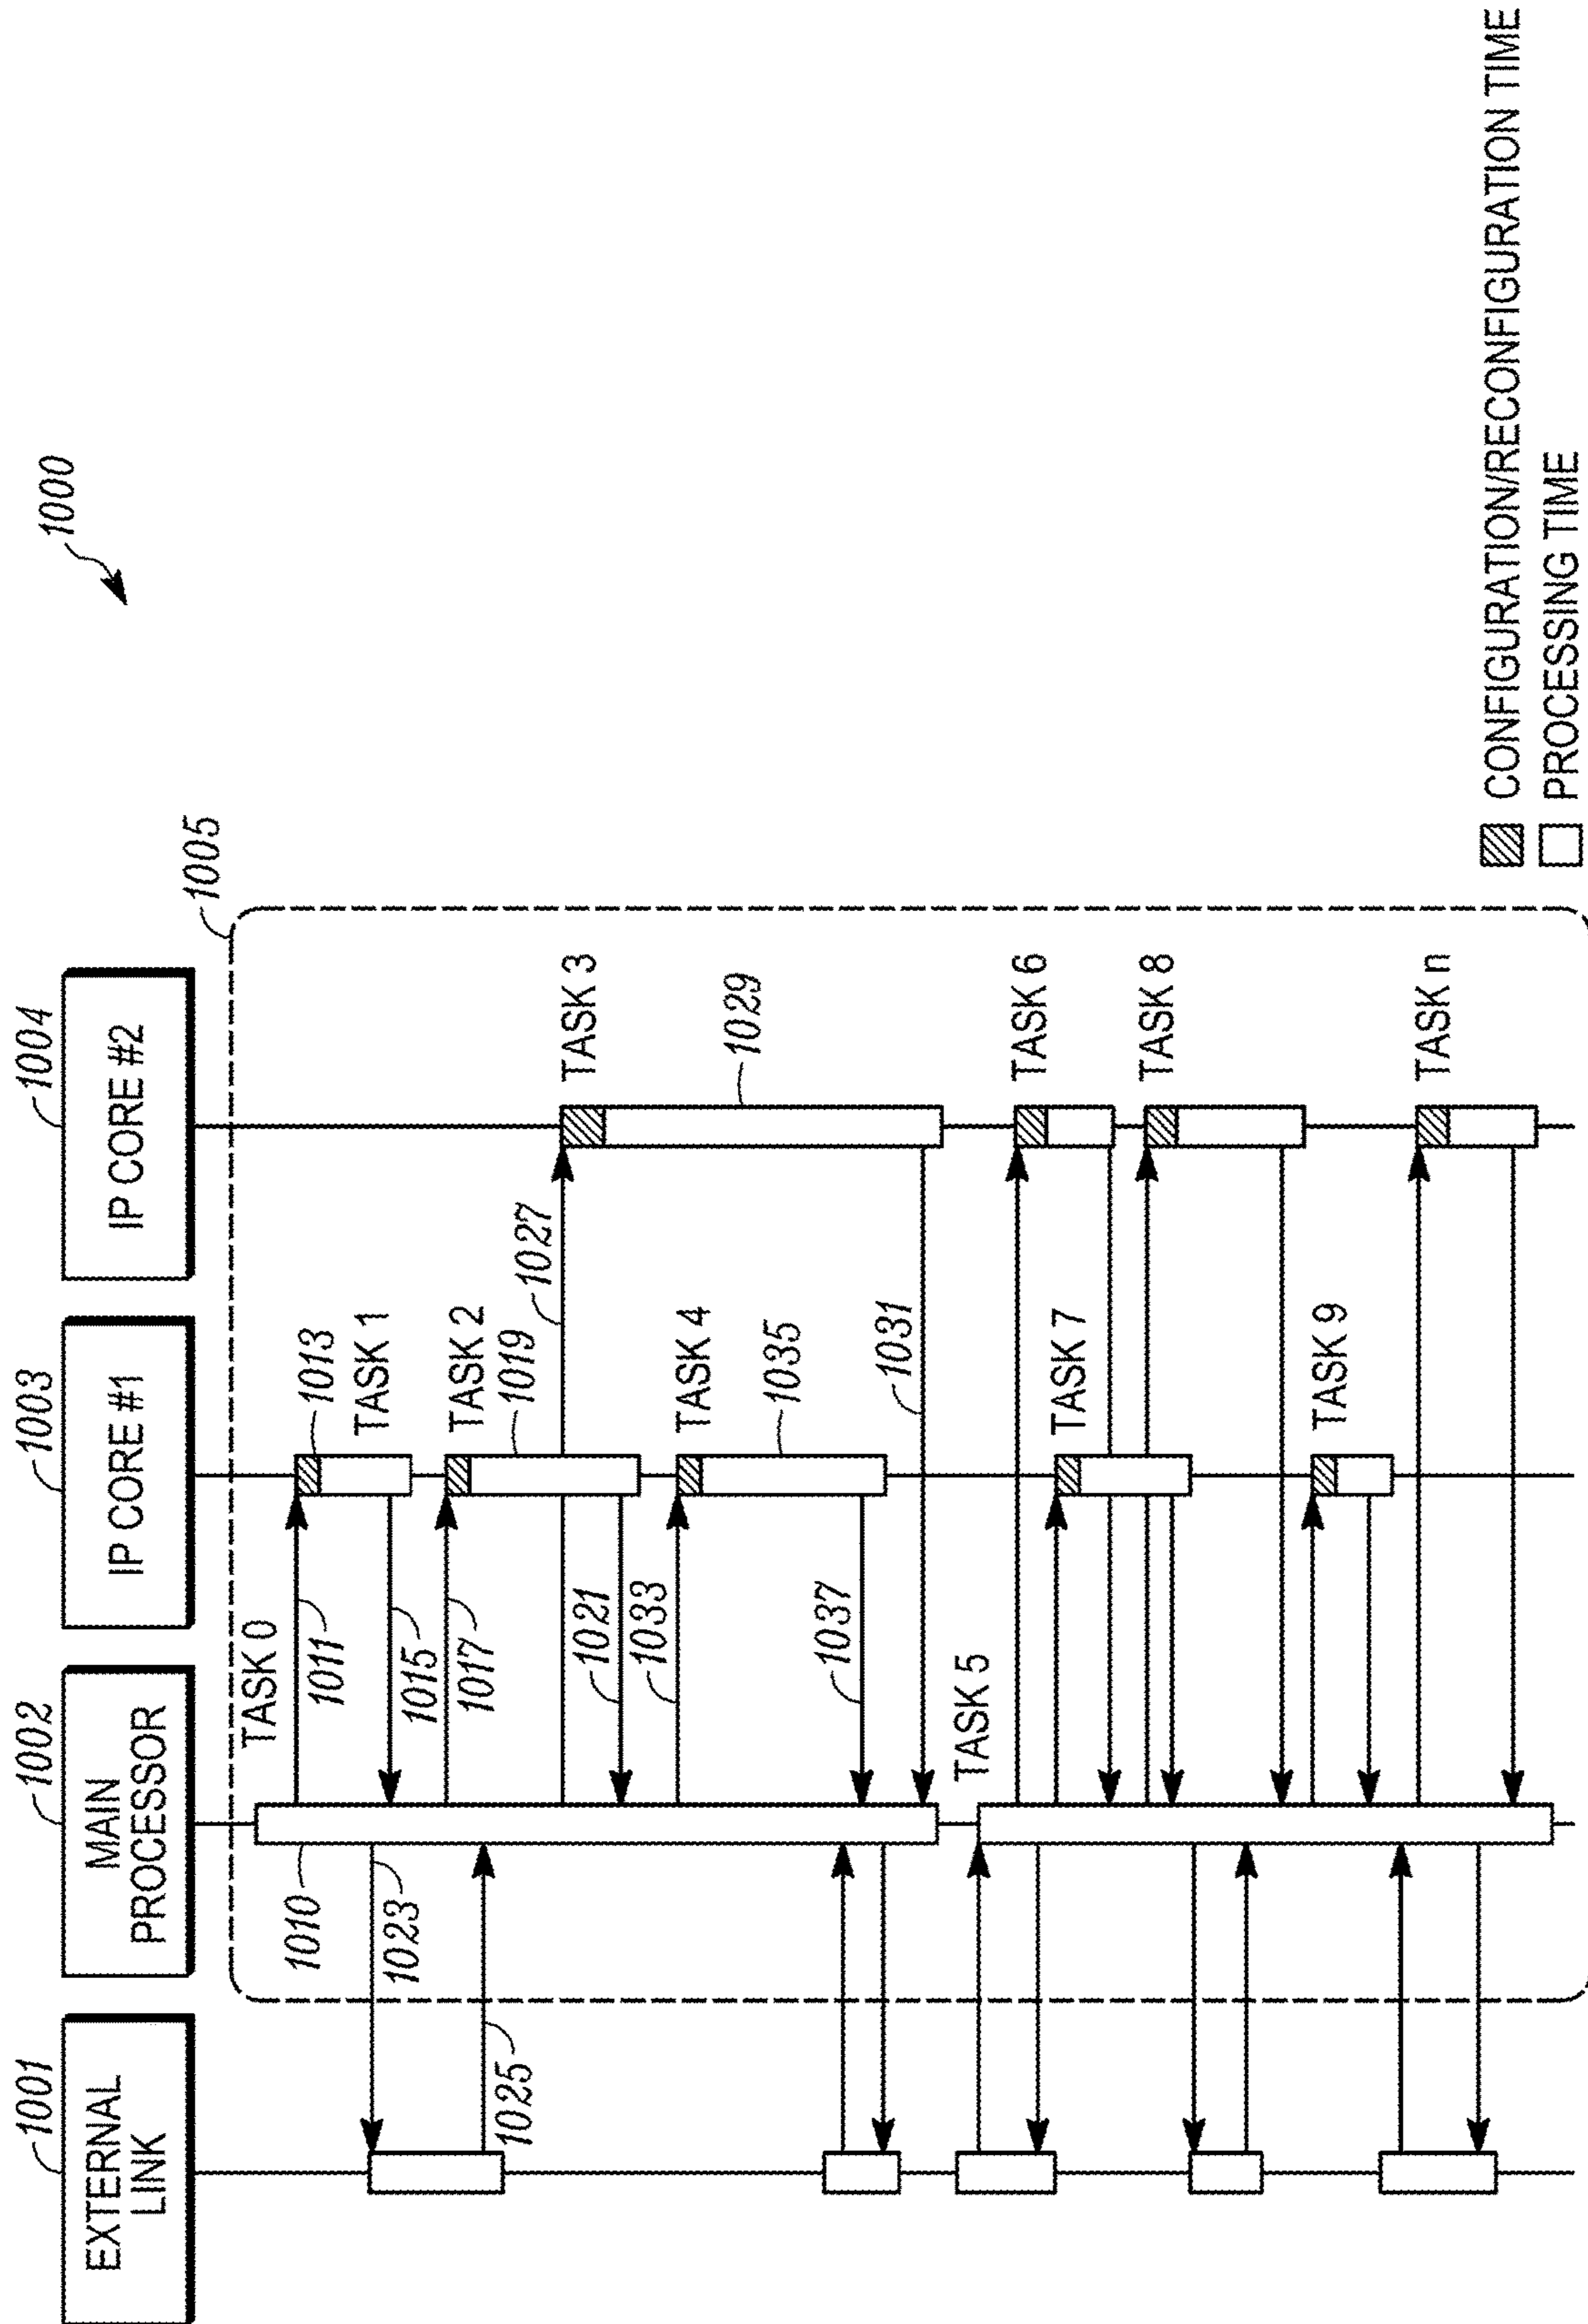 1000
1001
EXTERNAL
LINK
1002
MAIN
PROCESSOR
1003
IP CORE #1
1004
IP CORE #2
1005
TASK 0
1010
1011
1013
TASK 1
1023
1015
1017
TASK 2
1019
1025
1027
TASK 3
1029
1021
1033
TASK 4
1035
1037
1031
TASK 5
TASK 6
TASK 7
TASK 8
TASK 9
TASK n
CONFIGURATION/RECONFIGURATION TIME
PROCESSING TIME